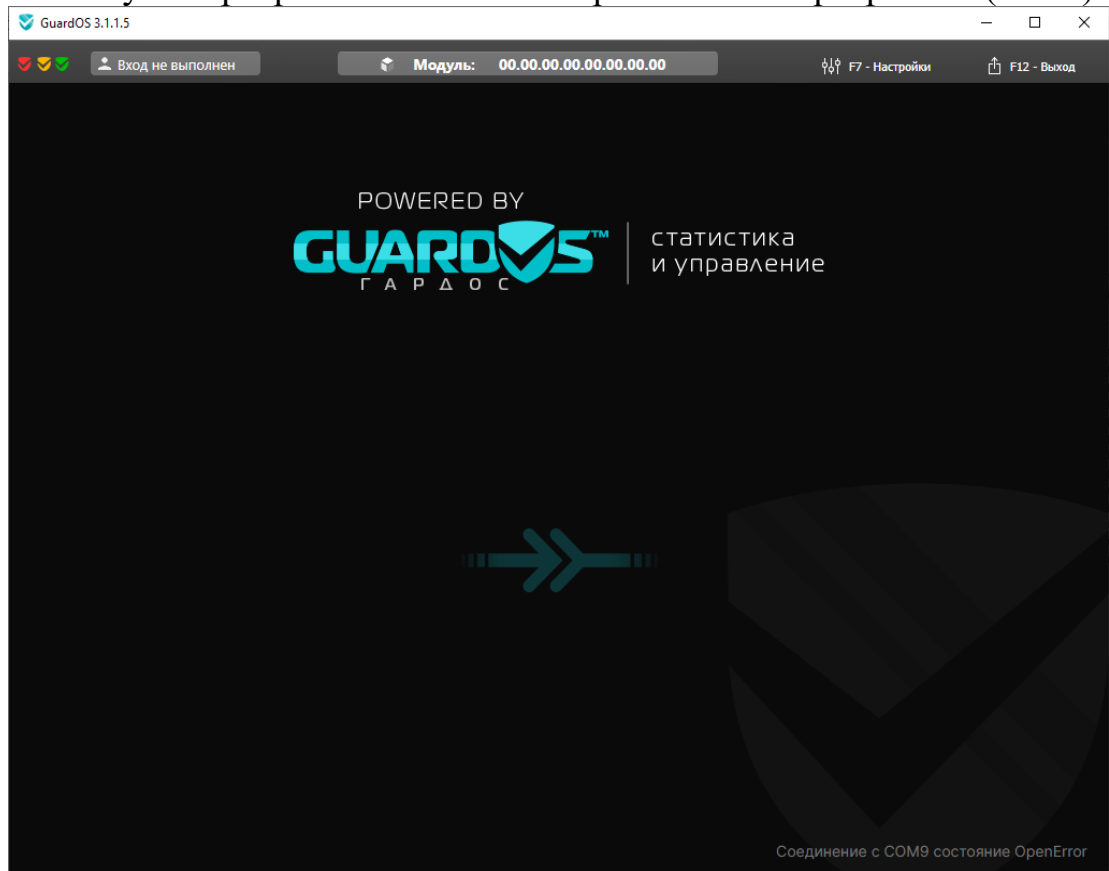 GuardOS 3.1.1.5
Вход не выполнен
Модуль: 00.00.00.00.00.00.00.00
F7 - Настройки
F12 - Выход
POWERED BY
GUARDOS™
ГАРДОС
статистика
и управление
Соединение с COM9 состояние OpenError